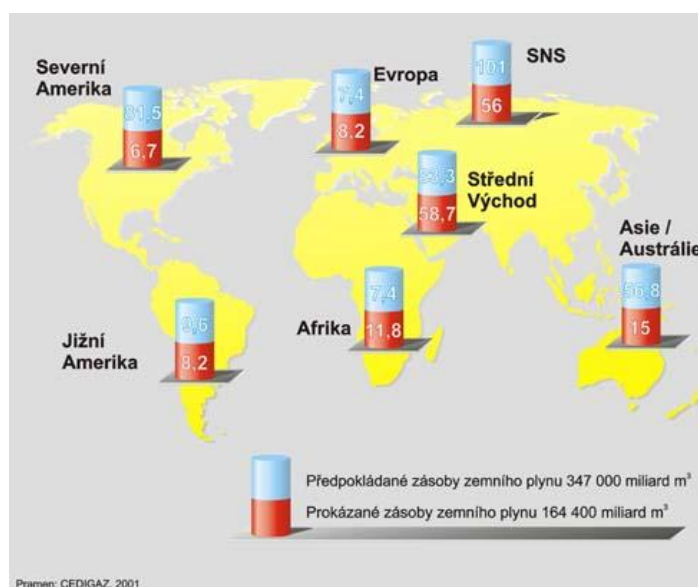 Severní
Amerika
81,5
6,7
Evropa
7,4
8,2
SNS
101
56
Střední
Východ
58,7
Asie /
Austrálie
56,8
15
Afrika
7,4
11,8
Jižní
Amerika
9,6
8,2
Předpokládané zásoby zemního plynu 347 000 miliard m³
Prokázané zásoby zemního plynu 164 400 miliard m³
Pramen: CEDIGAZ, 2001